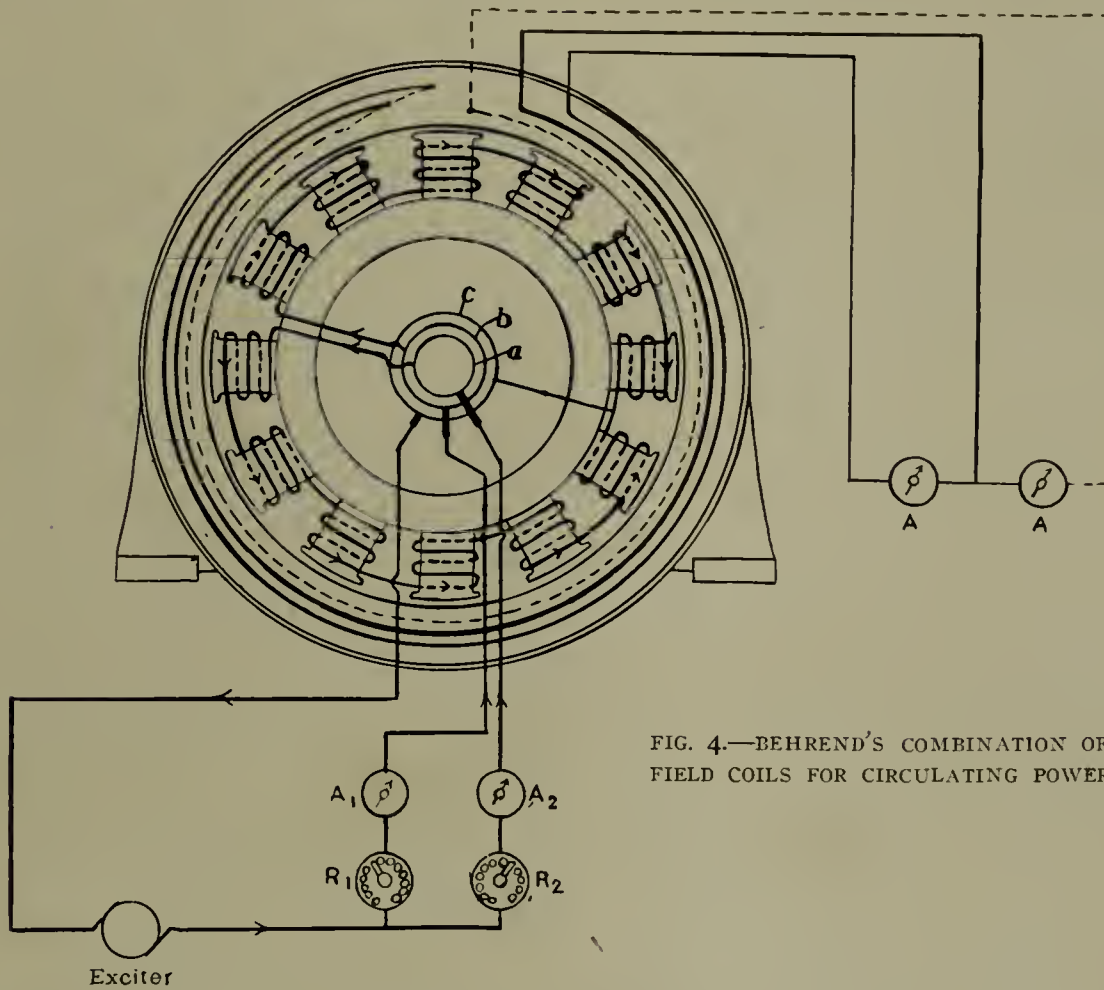 c
b
a
A
A
FIG. 4.—BEHREND'S COMBINATION OF
FIELD COILS FOR CIRCULATING POWER
A1
A2
R1
R2
Exciter